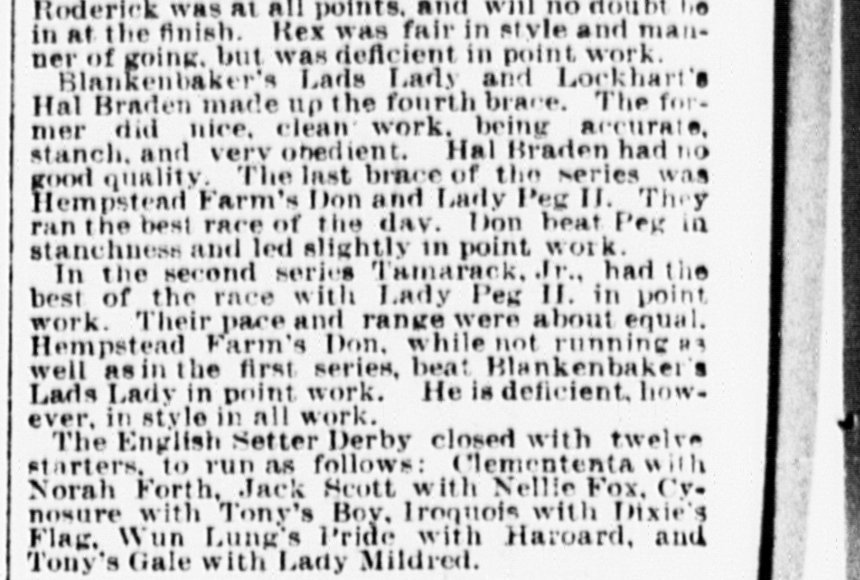 Roderick was at all points, and will no doubt be
in at the finish. Rex was fair in style and man-
ner of going, but was deficient in point work.
Blankenbaker's Lads Lady and Lockhart's
Hal Braden made up the fourth brace. The for-
mer did nice, clean work, being accurate,
stanch, and very obedient. Hal Braden had no
good quality. The last brace of the series was
Hempstead Farm's Don and Lady Peg II. They
ran the best race of the day. Don beat Peg in
stanchness and led slightly in point work.
In the second series Tamarack, Jr., had the
best of the race with Lady Peg II. in point
work. Their pace and range were about equal.
Hempstead Farm's Don, while not running as
well as in the first series, beat Blankenbaker's
Lads Lady in point work. He is deficient, how-
ever, in style in all work.
The English Setter Derby closed with twelve
starters, to run as follows: Clemententa with
Norah Forth, Jack Scott with Nellie Fox, Cy-
nosure with Tony's Boy, Iroquois with Dixie's
Flag, Wun Lung's Pride with Haroard, and
Tony's Gale with Lady Mildred.